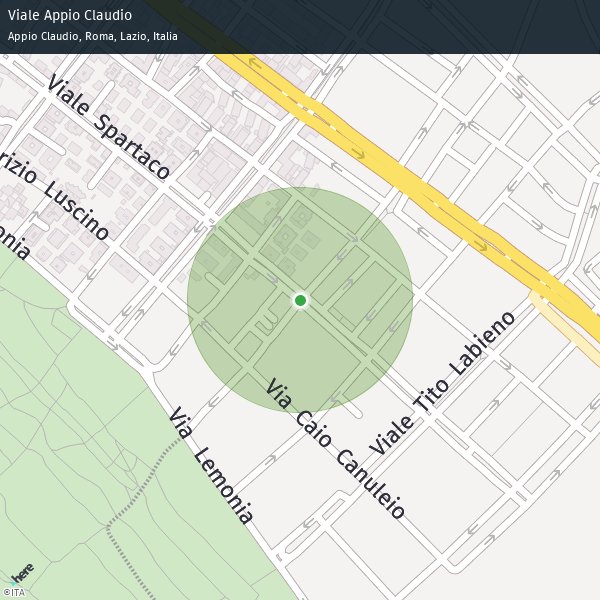 Viale Appio Claudio
Appio Claudio, Roma, Lazio, Italia
Viale Spartaco
rizio Luscino
onia
Via Caio Canuleio
Viale Tito Labieno
Via Lemonia
here
©ITA